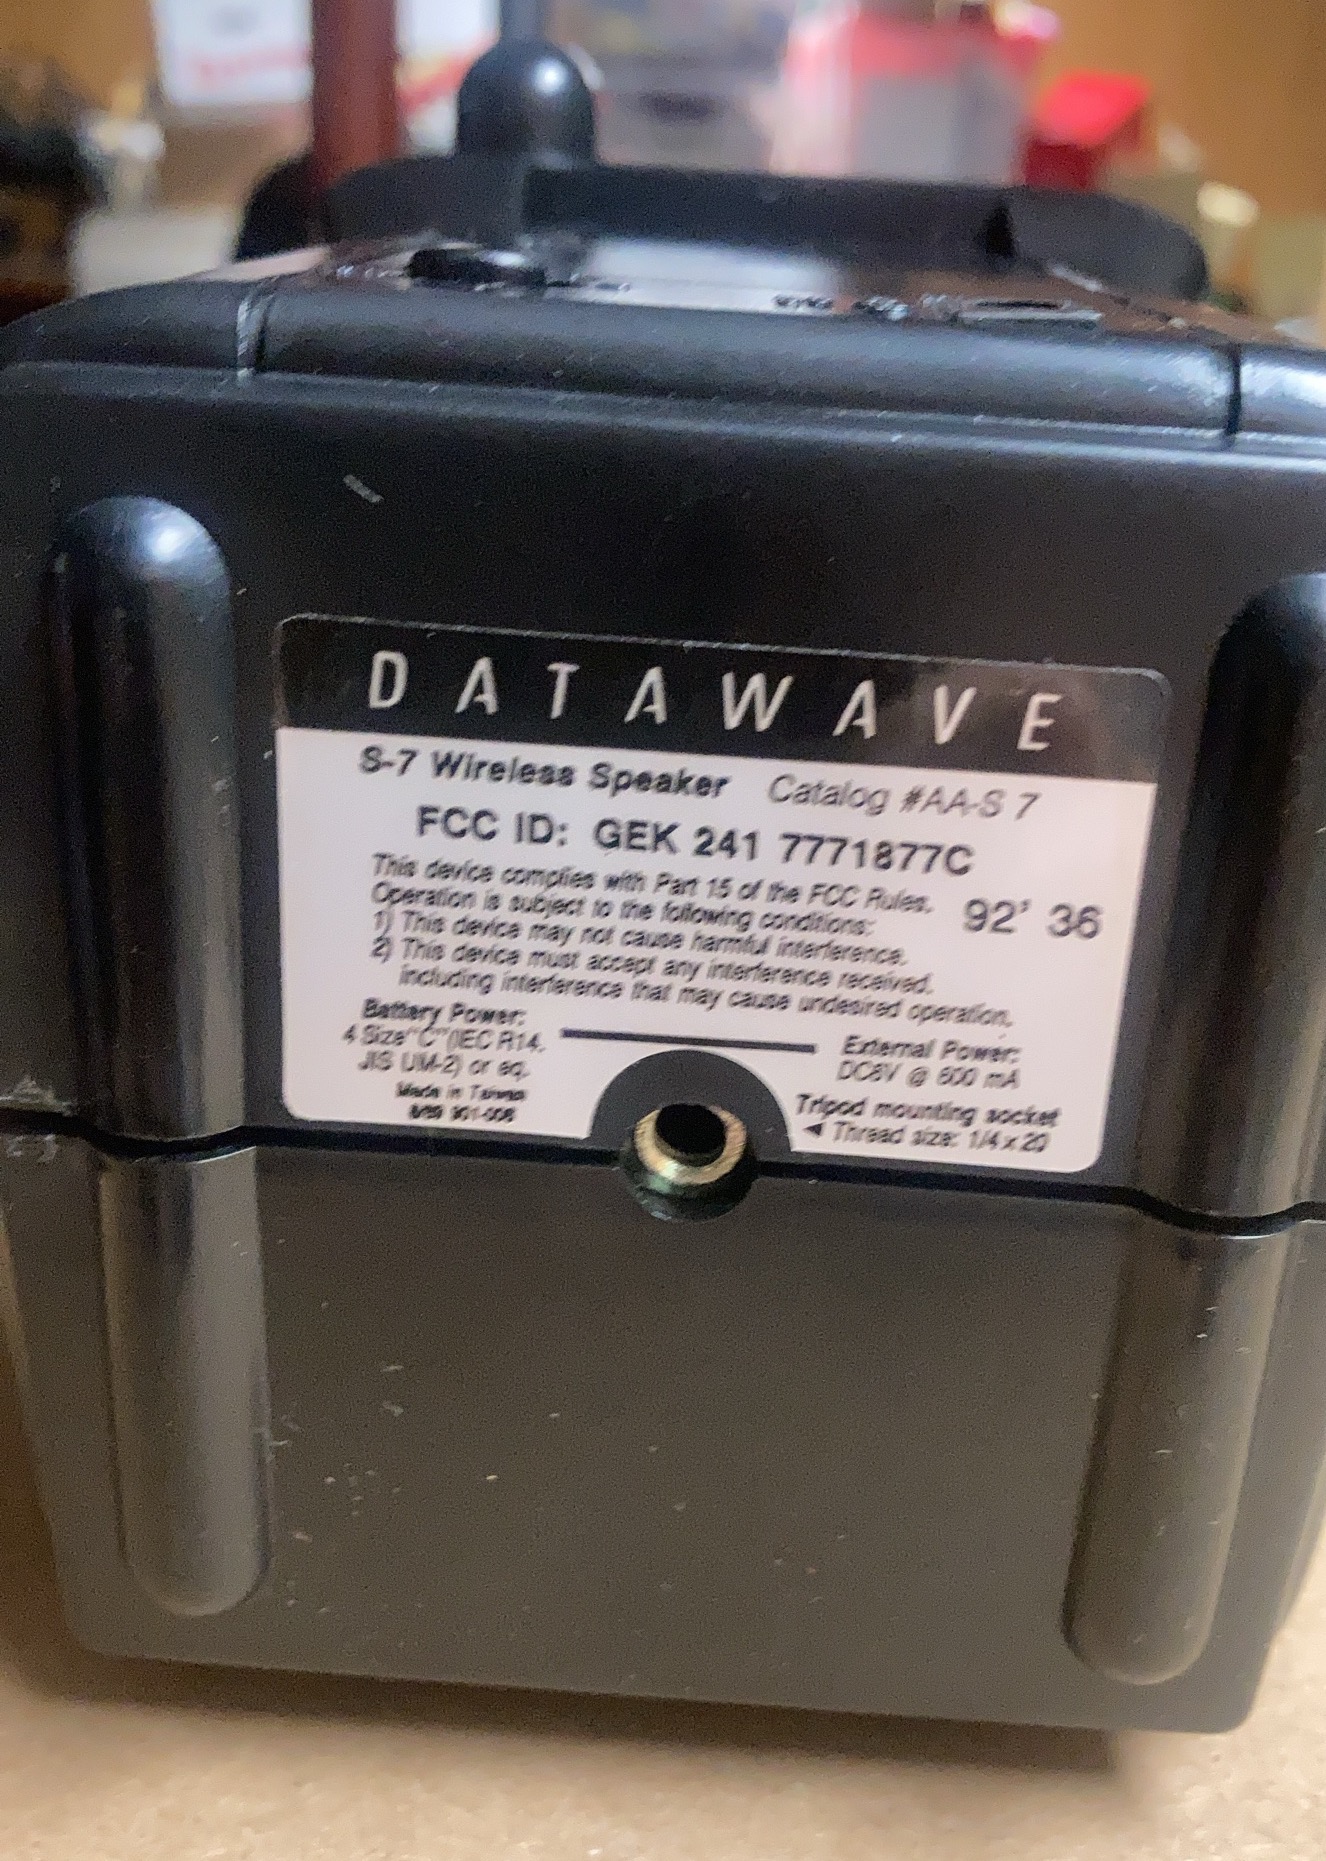 DATAWAVE
S-7 Wireless Speaker Catalog #AA-S 7
FCC ID: GEK 241 7771877C
This device complies with Part 15 of the FCC Rules.
Operation is subject to the following conditions:
92' 36
1) This device may not cause harmful interference.
2) This device must accept any interference received,
including interference that may cause undesired operation.
Battery Power:
4 Size "C" (IEC R14,
JIS UM-2) or eq.
Made in Taiwan
External Power:
@ 600 mA
Tripod mounting socket
◄ Thread size: 1/4 x 20